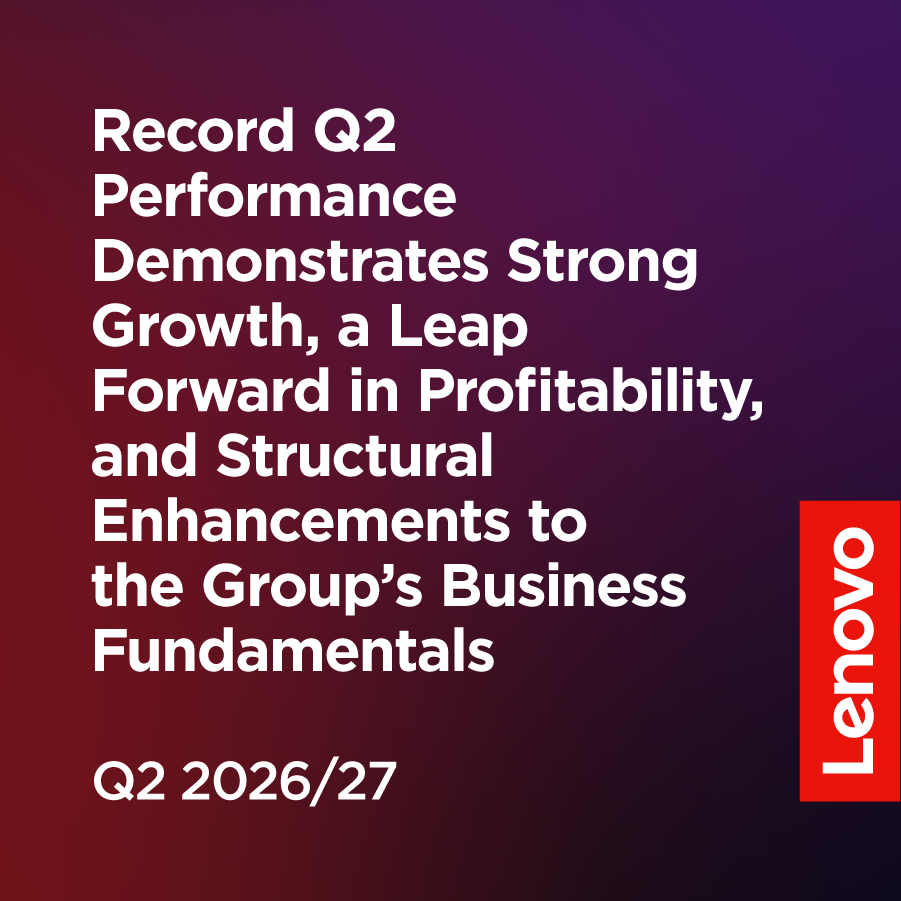 Record Q2
Performance
Demonstrates Strong
Growth, a Leap
Forward in Profitability,
and Structural
Enhancements to
the Group’s Business
Fundamentals
Q2 2026/27
Lenovo